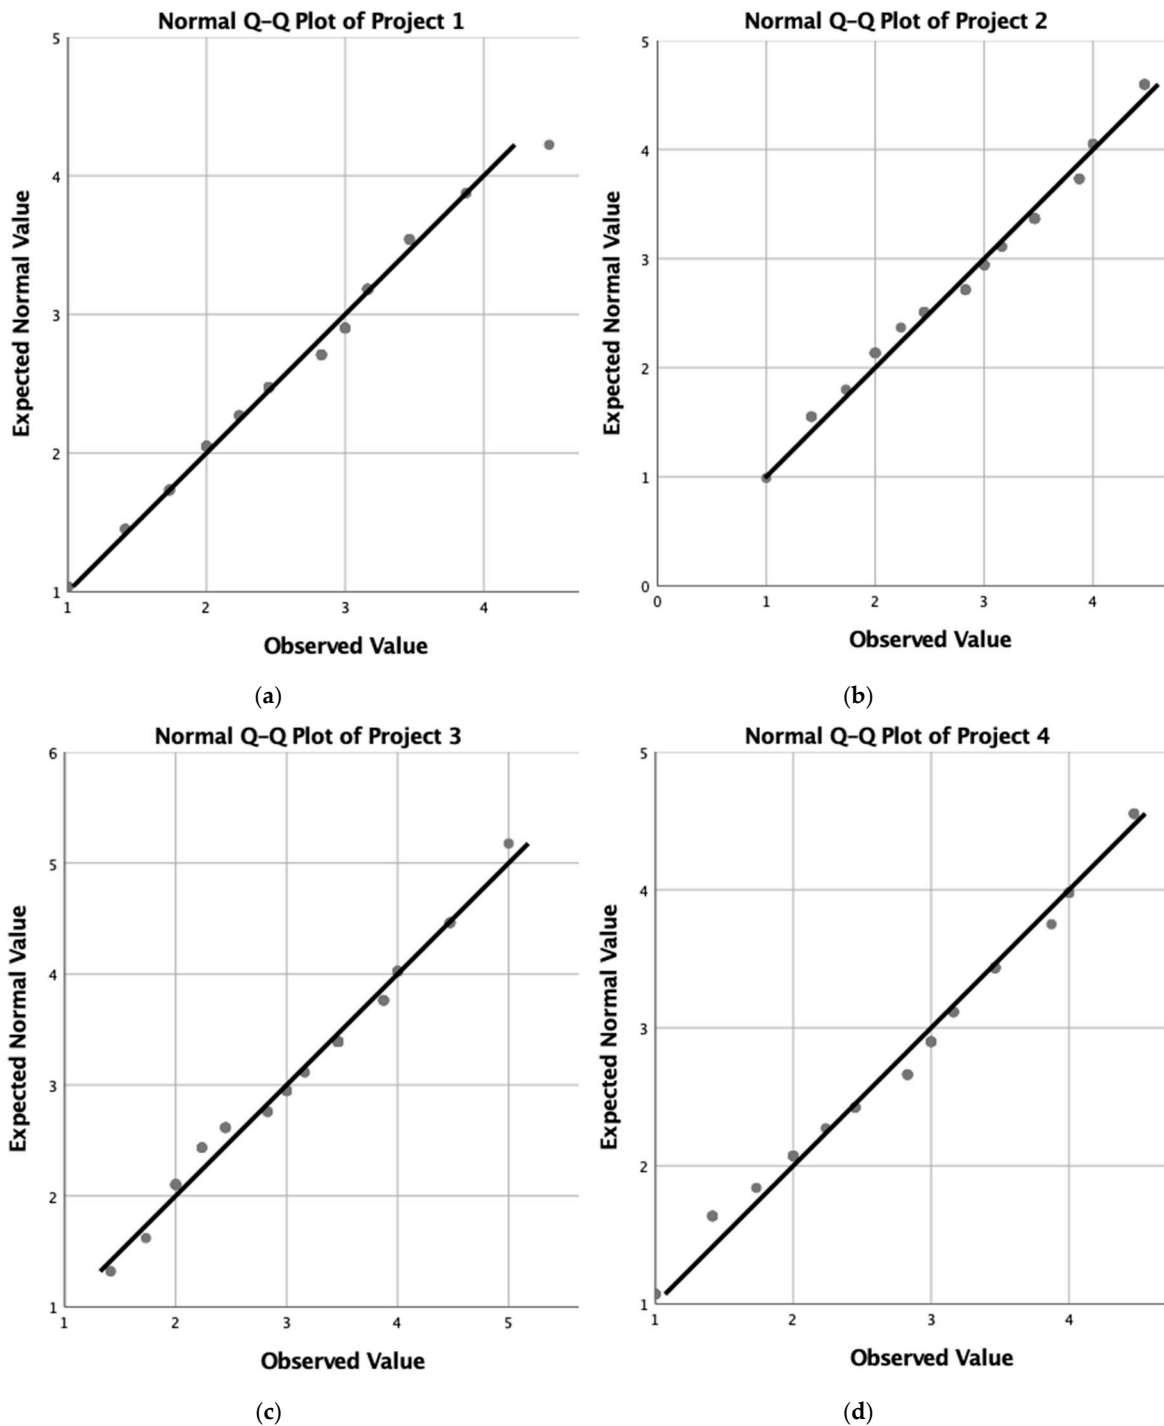 Normal Q–Q Plot of Project 1
5
4
3
2
1
1 2 3 4
Expected Normal Value
Observed Value
(a)
Normal Q–Q Plot of Project 2
5
4
3
2
1
0
0 1 2 3 4
Expected Normal Value
Observed Value
(b)
Normal Q–Q Plot of Project 3
6
5
4
3
2
1
1 2 3 4 5
Expected Normal Value
Observed Value
(c)
Normal Q–Q Plot of Project 4
5
4
3
2
1
1 2 3 4
Expected Normal Value
Observed Value
(d)